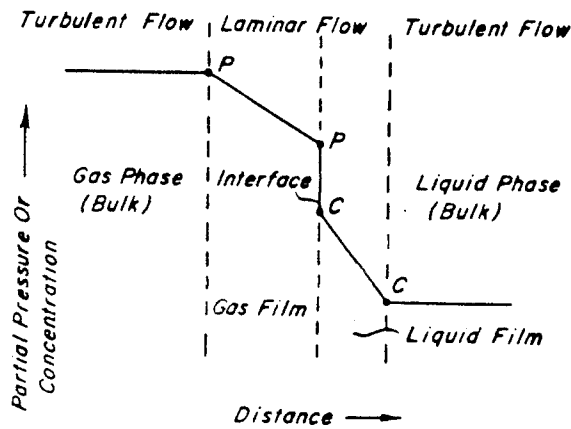 Turbulent Flow
Laminar Flow
Turbulent Flow
P
P
Gas Phase
(Bulk)
Interface
C
Liquid Phase
(Bulk)
C
Gas Film
Liquid Film
Partial Pressure Or
Concentration
Distance